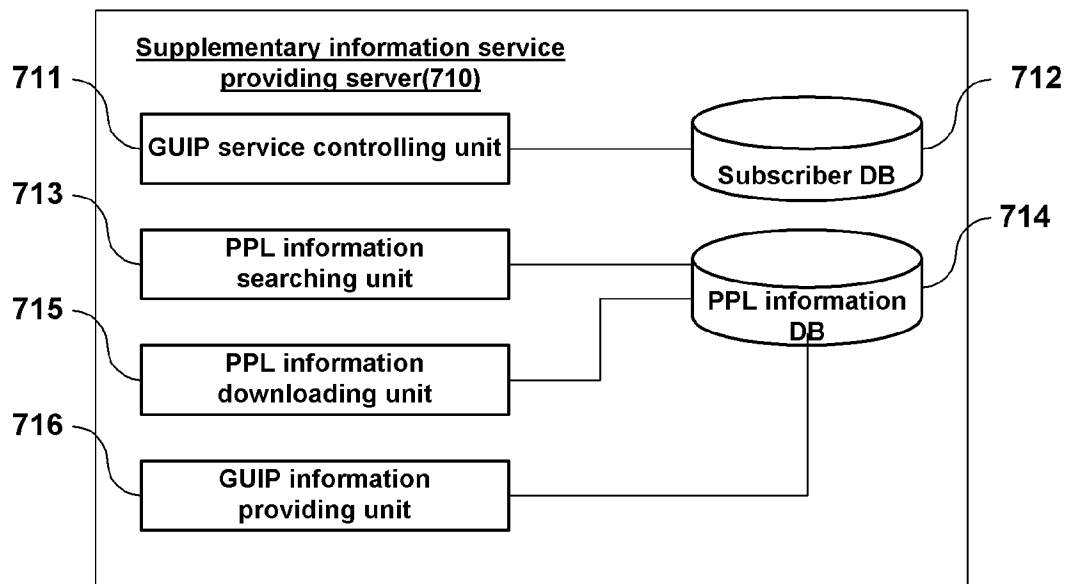 Supplementary information service
providing server(710)
711
712
GUIP service controlling unit
Subscriber DB
713
714
PPL information
searching unit
PPL information
DB
715
PPL information
downloading unit
716
GUIP information
providing unit